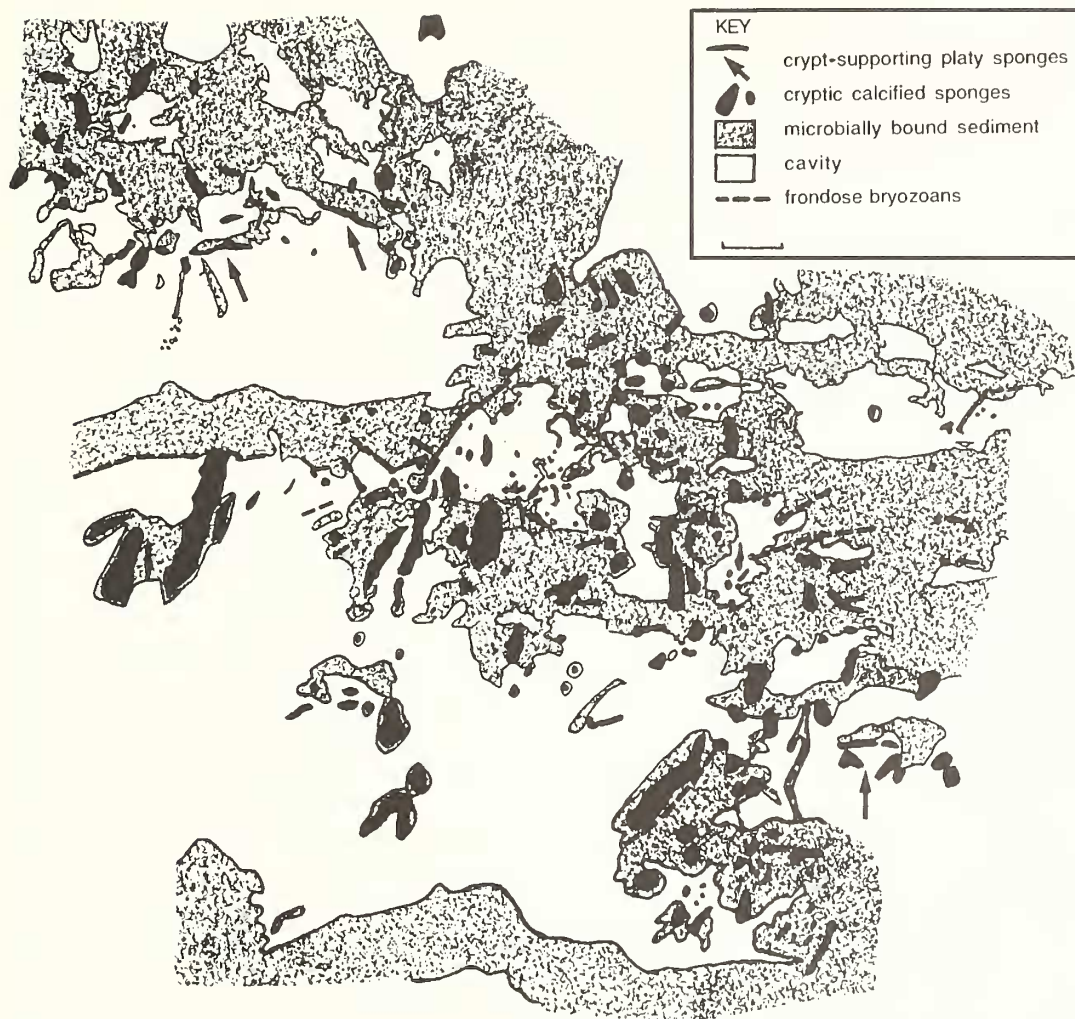 KEY
crypt-supporting platy sponges
cryptic calcified sponges
microbially bound sediment
cavity
frondose bryozoans